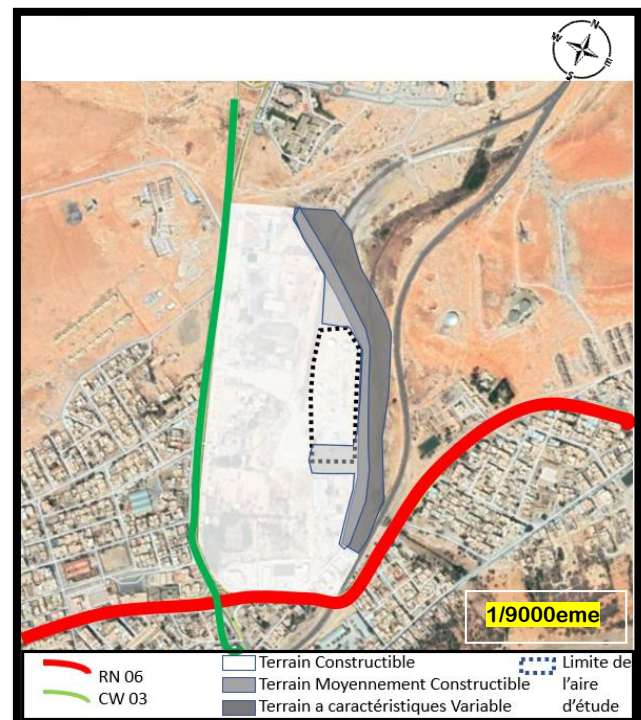 N
W
E
S
1/9000eme
RN 06
CW 03
Terrain Constructible
Terrain Moyennement Constructible
Terrain a caractéristiques Variable
Limite de
l'aire
d'étude